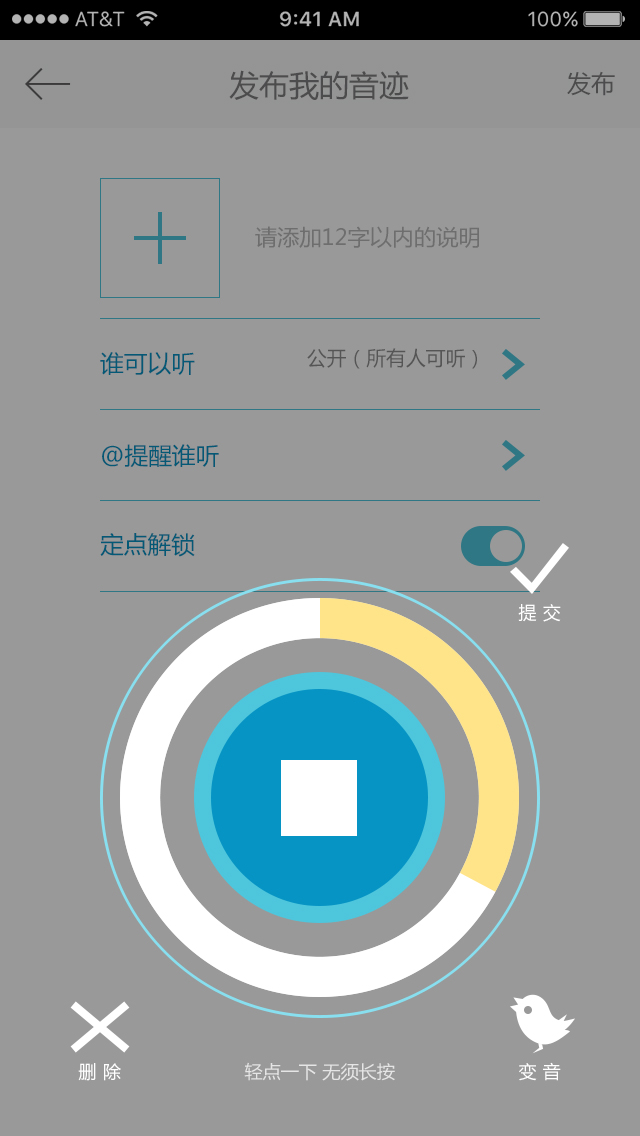 AT&T 9:41 AM 100%
发布我的音迹 发布
请添加12字以内的说明
谁可以听 公开（所有人可听）
@提醒谁听
定点解锁
提交
删除 轻点一下 无须长按 变音